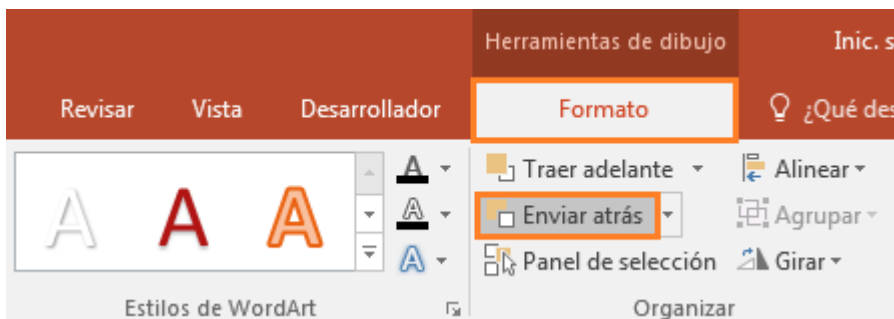 Herramientas de dibujo Inic. s
Revisar Vista Desarrollador Formato ¿Qué des
A A A A Traer adelante Alinear
A Enviar atrás Agrupar
A Panel de selección Girar
Estilos de WordArt Organizar